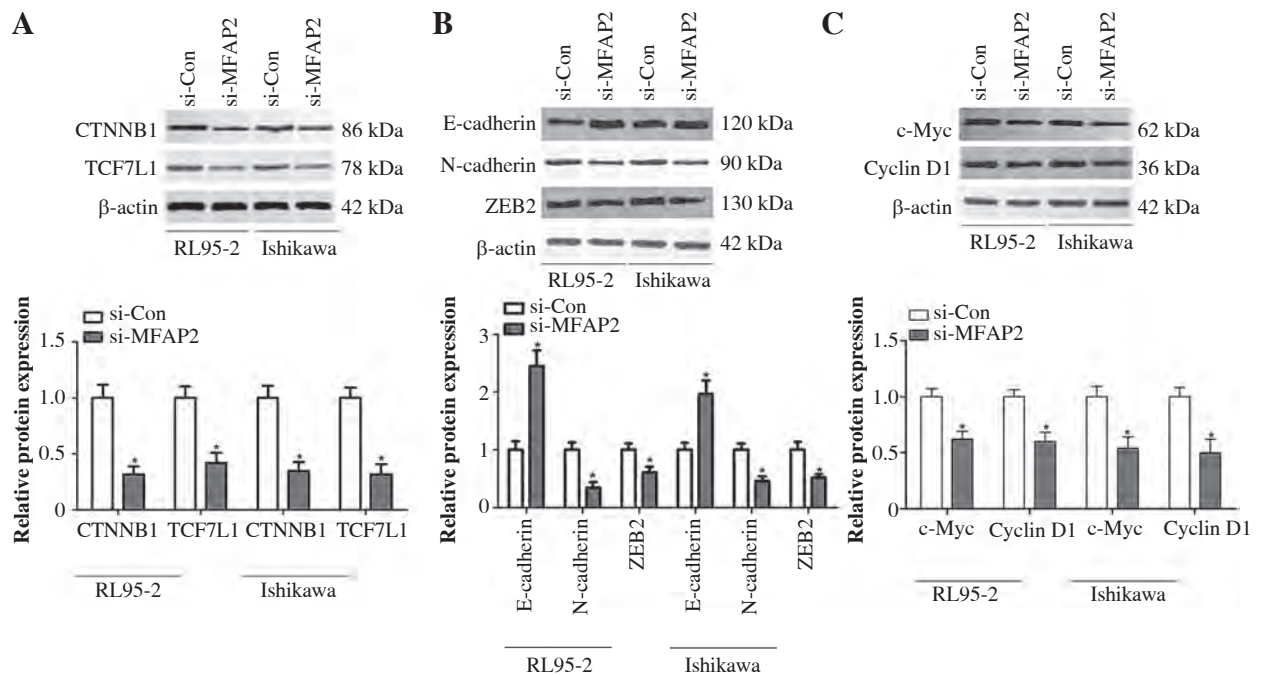 A
si-Con
si-MFAP2
si-Con
si-MFAP2
CTNNB1 86 kDa
TCF7L1 78 kDa
β-actin 42 kDa
RL95-2 Ishikawa
Relative protein expression
si-Con
si-MFAP2
1.5
1.0
0.5
0
* * * *
CTNNB1 TCF7L1 CTNNB1 TCF7L1
RL95-2 Ishikawa
B
si-Con
si-MFAP2
si-Con
si-MFAP2
E-cadherin 120 kDa
N-cadherin 90 kDa
ZEB2 130 kDa
β-actin 42 kDa
RL95-2 Ishikawa
Relative protein expression
si-Con
si-MFAP2
3
2
1
0
* * * * * *
E-cadherin
N-cadherin
ZEB2
E-cadherin
N-cadherin
ZEB2
RL95-2 Ishikawa
C
si-Con
si-MFAP2
si-Con
si-MFAP2
c-Myc 62 kDa
Cyclin D1 36 kDa
β-actin 42 kDa
RL95-2 Ishikawa
Relative protein expression
si-Con
si-MFAP2
1.5
1.0
0.5
0
* * * *
c-Myc Cyclin D1 c-Myc Cyclin D1
RL95-2 Ishikawa